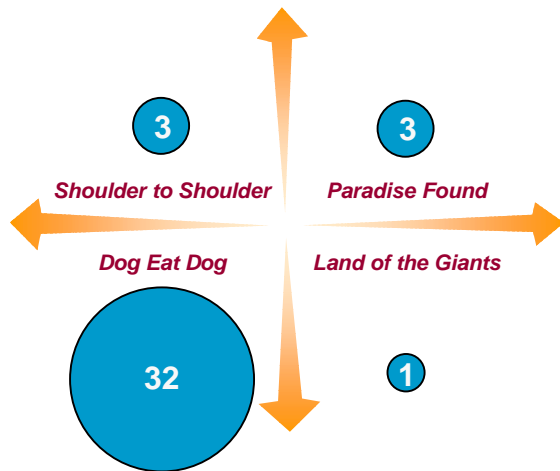 3
3
Shoulder to Shoulder
Paradise Found
Dog Eat Dog
Land of the Giants
32
1